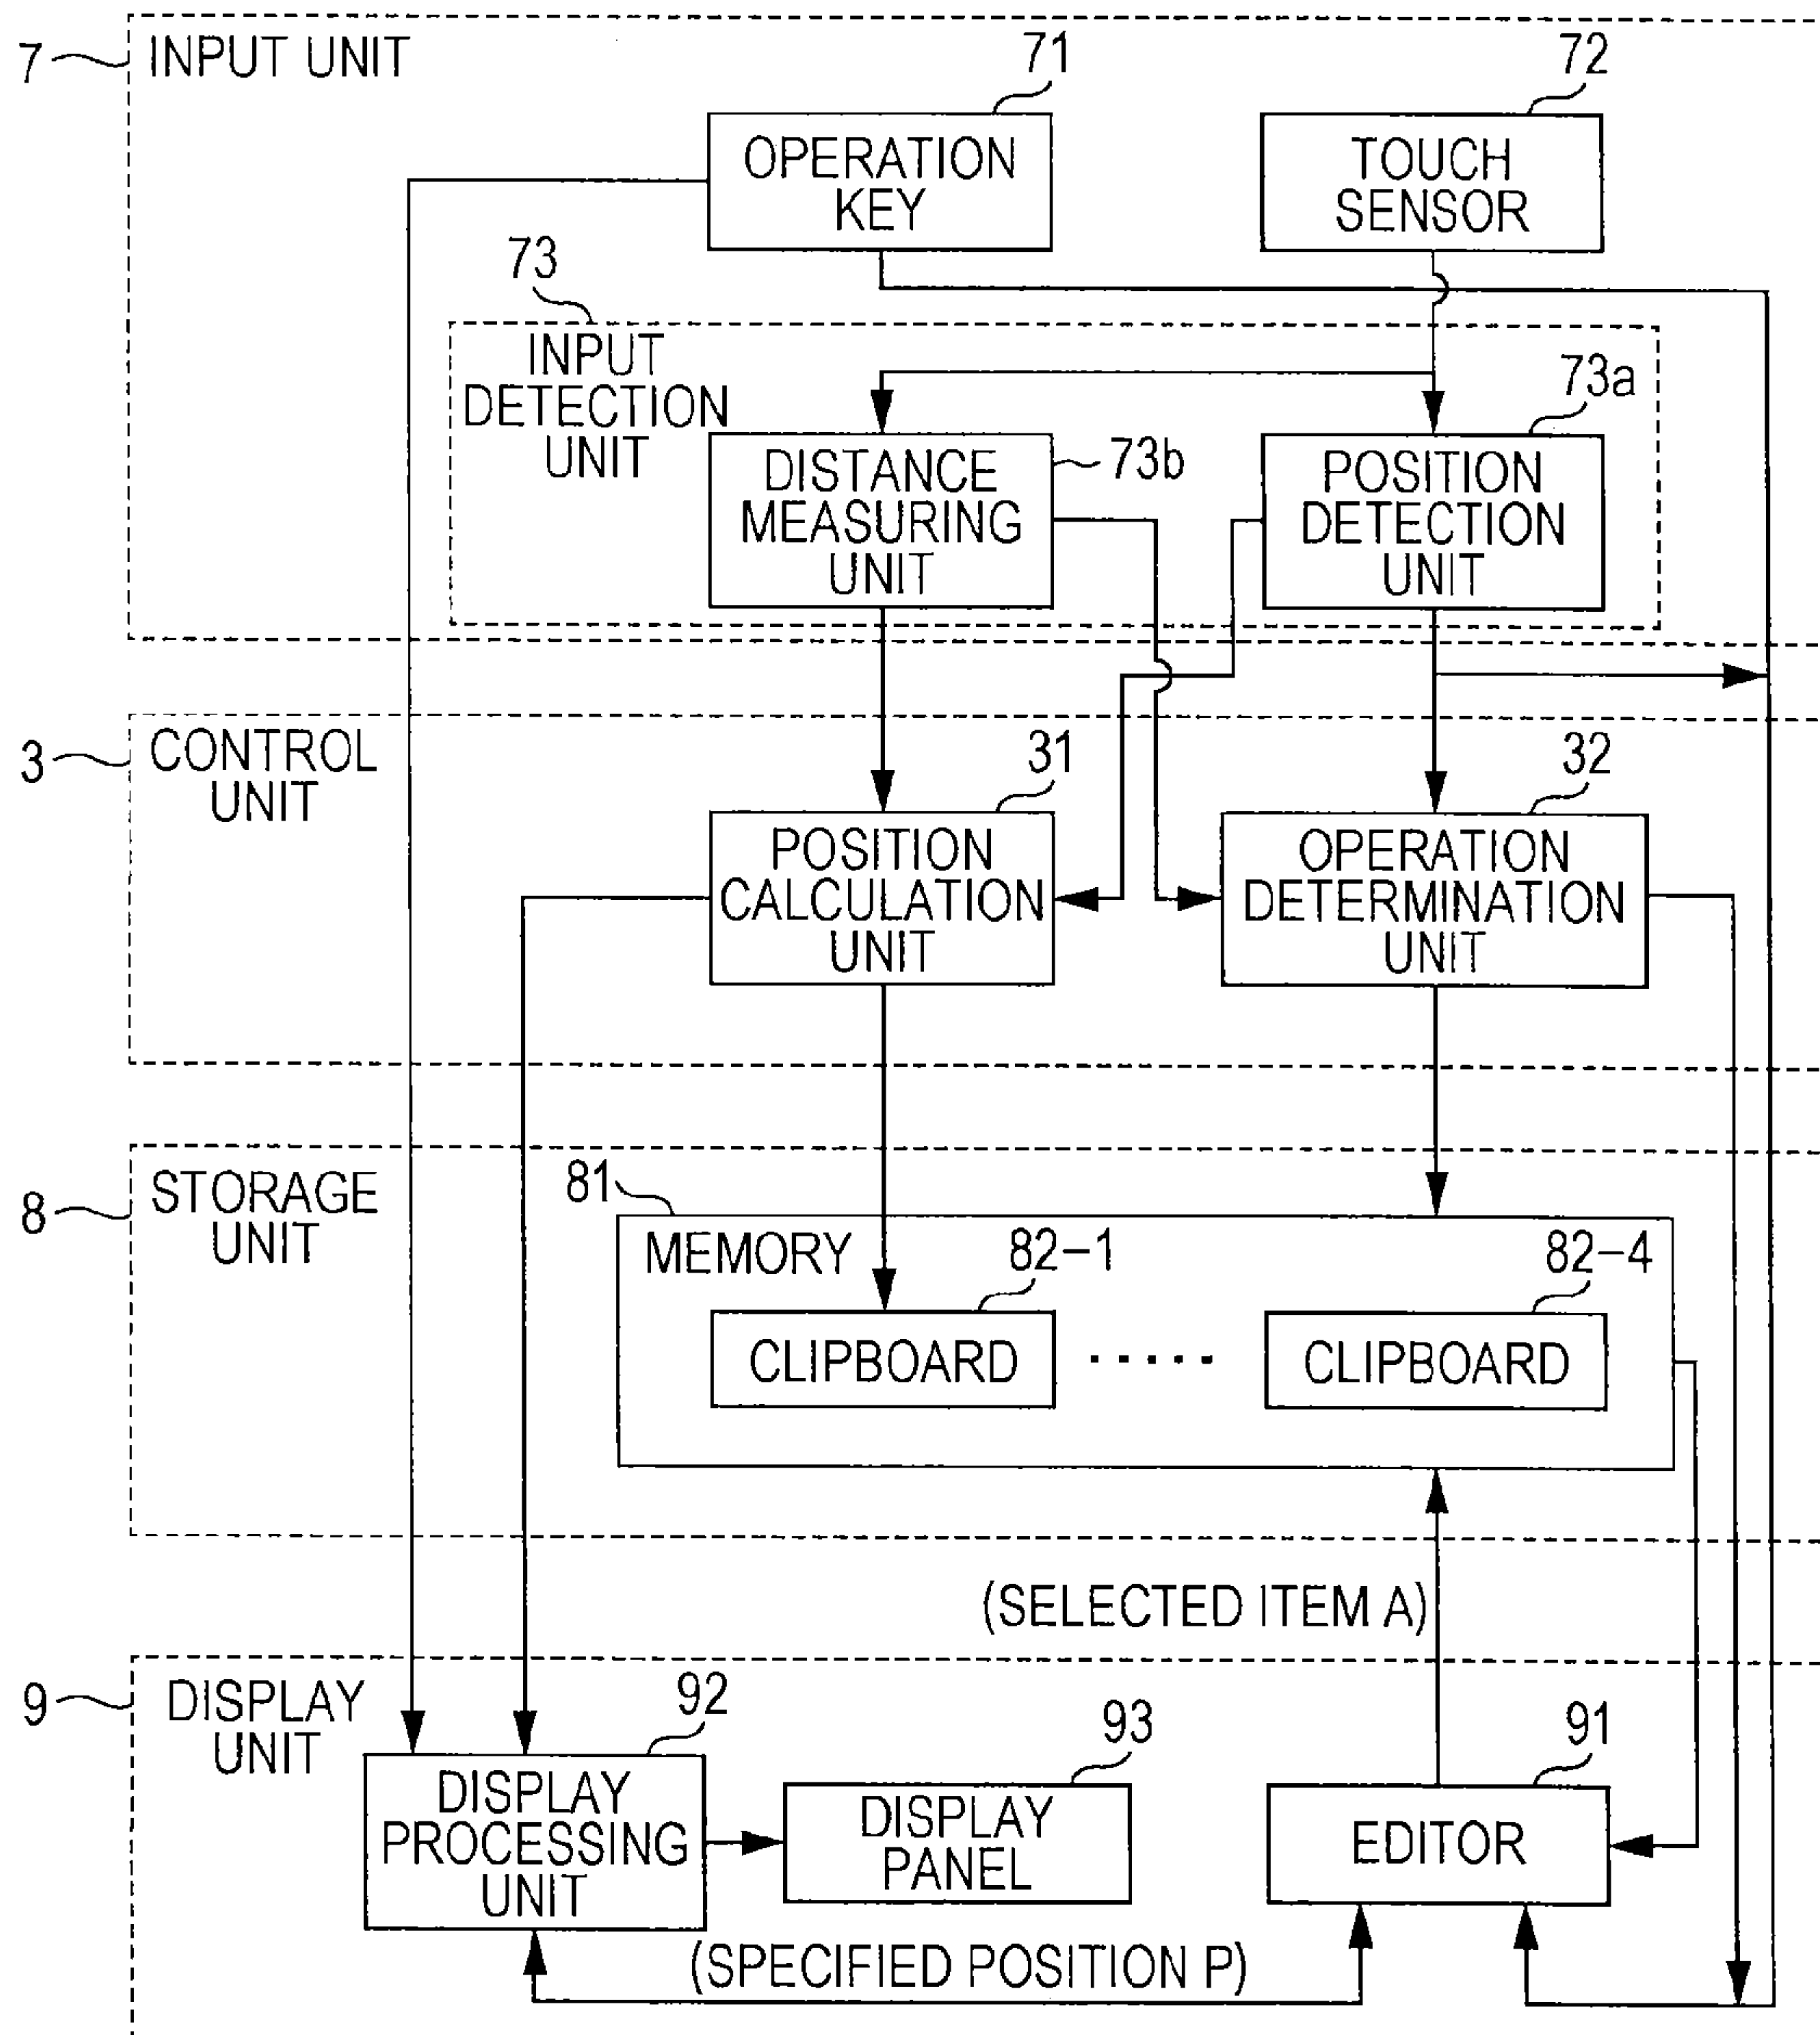 7
INPUT UNIT
71
72
OPERATION
KEY
TOUCH
SENSOR
73
INPUT
DETECTION
UNIT
73a
DISTANCE
MEASURING
UNIT
73b
POSITION
DETECTION
UNIT
3
CONTROL
UNIT
31
32
POSITION
CALCULATION
UNIT
OPERATION
DETERMINATION
UNIT
8
STORAGE
UNIT
81
MEMORY
82-1
82-4
CLIPBOARD
.....
CLIPBOARD
(SELECTED ITEM A)
9
DISPLAY
UNIT
92
93
91
DISPLAY
PROCESSING
UNIT
DISPLAY
PANEL
EDITOR
(SPECIFIED POSITION P)